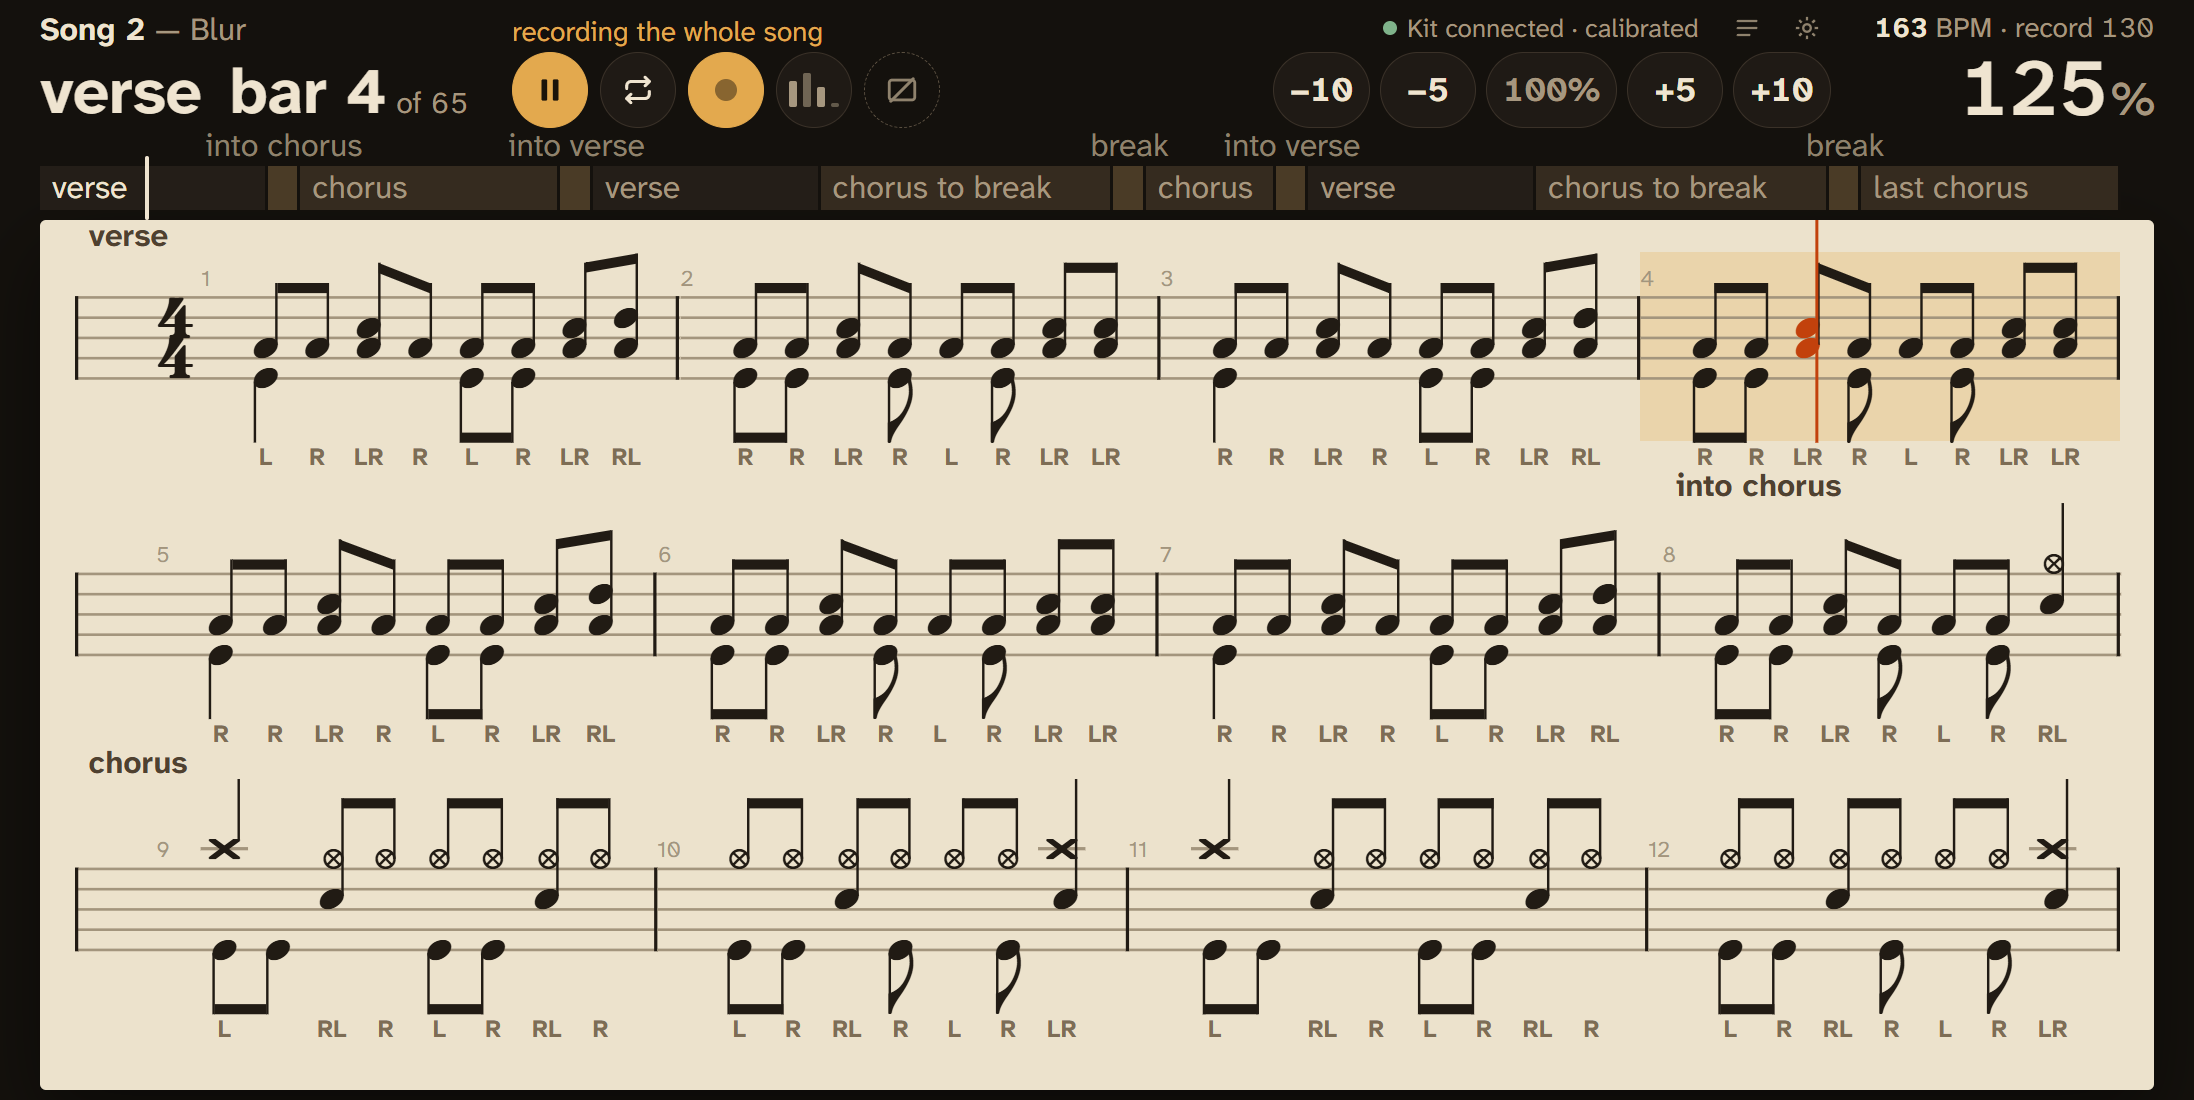 Song 2 — Blur
recording the whole song
Kit connected · calibrated
163 BPM · record 130
verse bar 4 of 65
−10 −5 100% +5 +10
125%
into chorus into verse break into verse break
verse chorus verse chorus to break chorus verse chorus to break last chorus
verse
1 2 3 4
4
4
L R LR R L R LR RL R R LR R L R LR LR R R LR R L R LR RL R R LR R L R LR LR
into chorus
5 6 7 8
R R LR R L R LR RL R R LR R L R LR LR R R LR R L R LR RL R R LR R L R RL
chorus
9 10 11 12
L RL R L R RL R L R RL R L R LR L RL R L R RL R L R RL R L R LR